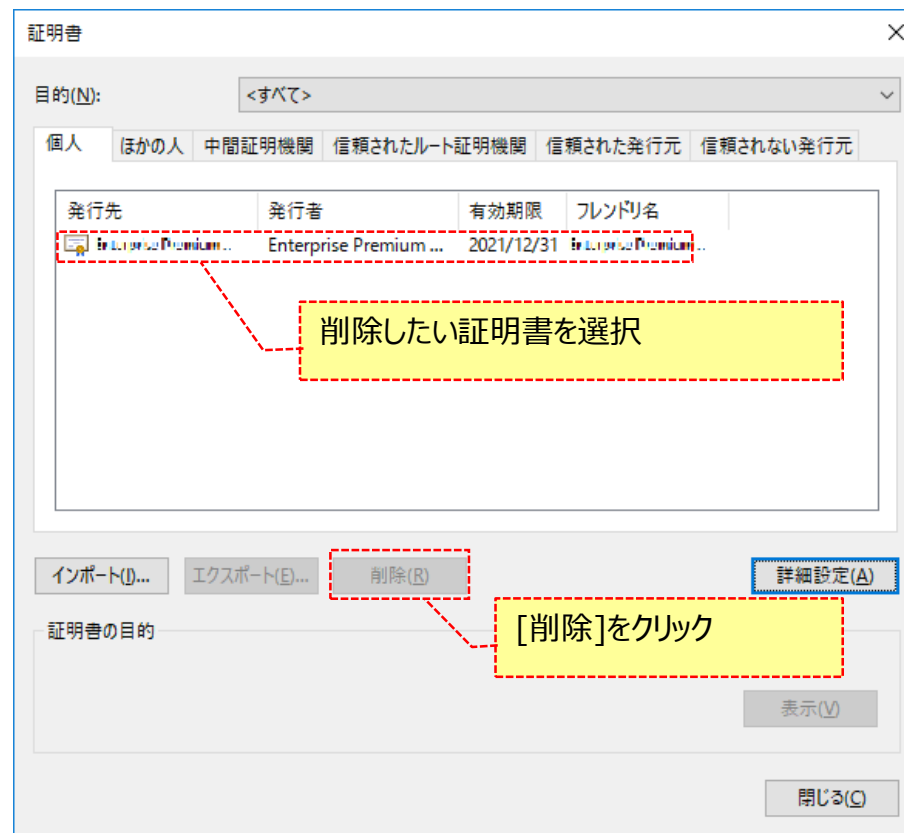 証明書
目的(N): <すべて>
個人 ほかの人 中間証明機関 信頼されたルート証明機関 信頼された発行元 信頼されない発行元
発行先 発行者 有効期限 フレンドリ名
Enterprise Premium ... 2021/12/31
削除したい証明書を選択
インポート(I)... エクスポート(E)... 削除(R) 詳細設定(A)
[削除]をクリック
証明書の目的
表示(V)
閉じる(C)